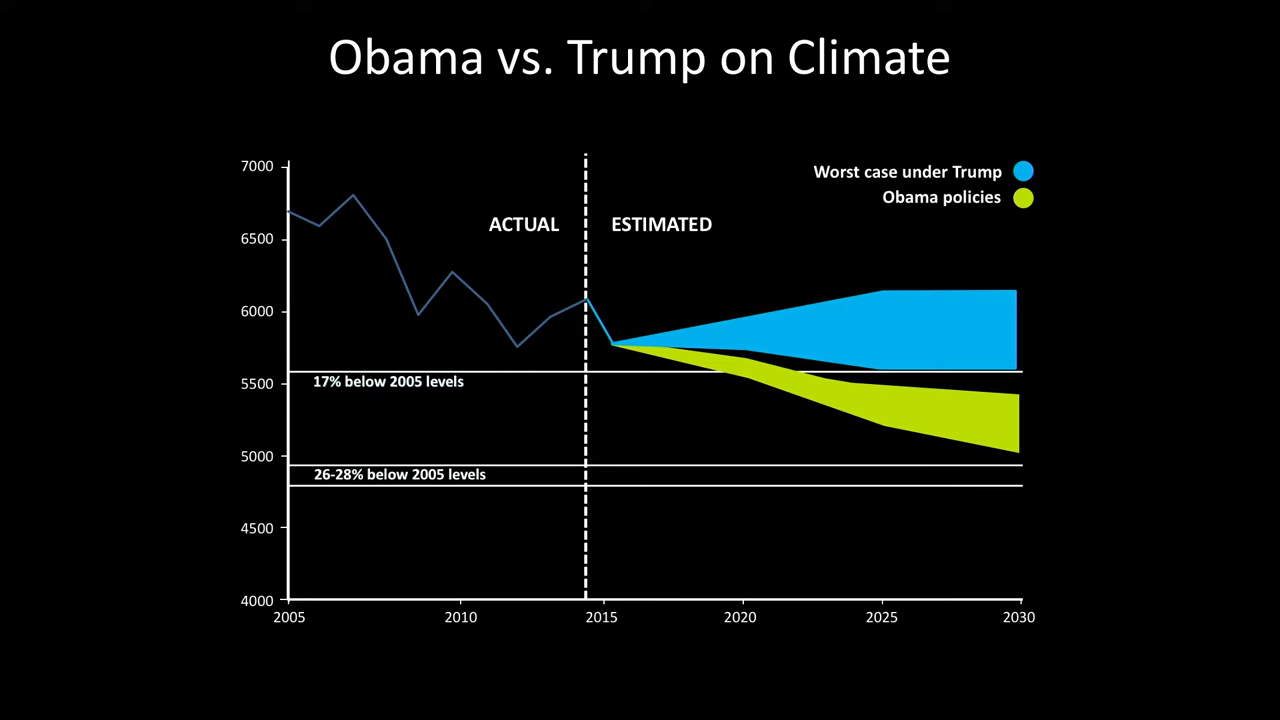 Obama vs. Trump on Climate
7000
Worst case under Trump
Obama policies
6500
ACTUAL
ESTIMATED
6000
5500
17% below 2005 levels
5000
26-28% below 2005 levels
4500
4000
2005 2010 2015 2020 2025 2030